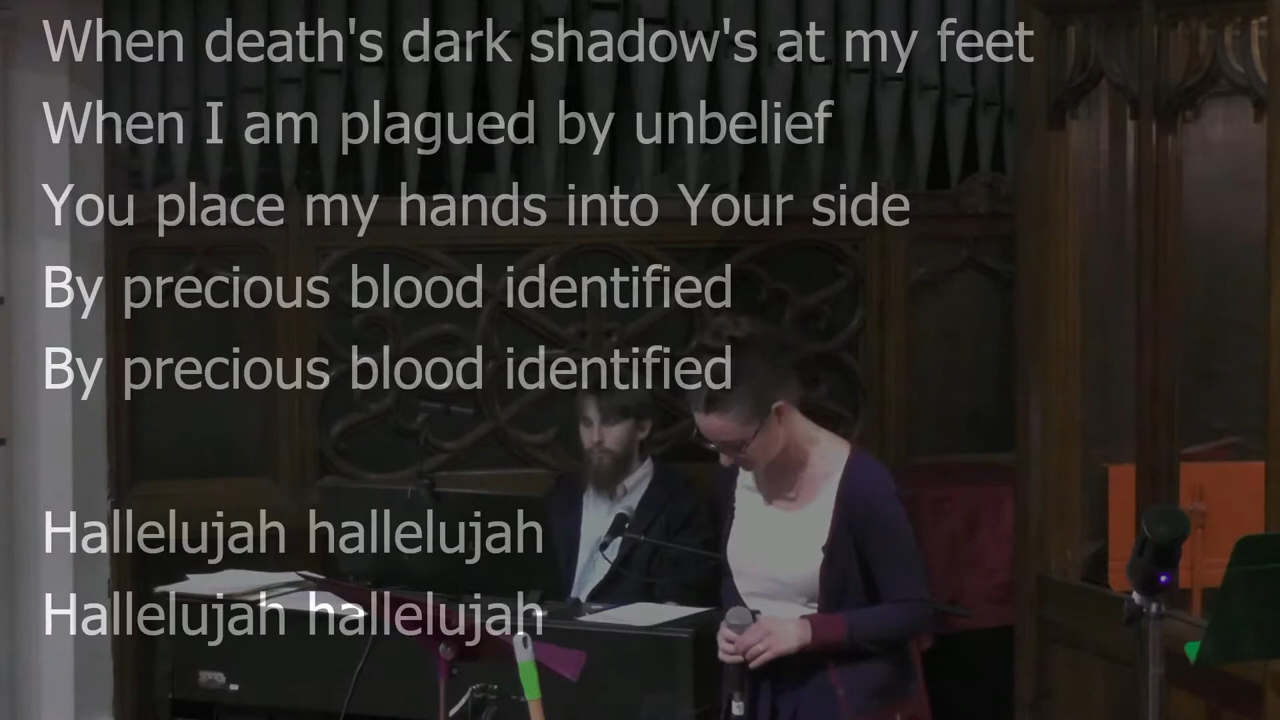 When death's dark shadow's at my feet
When I am plagued by unbelief
You place my hands into Your side
By precious blood identified
By precious blood identified
Hallelujah hallelujah
Hallelujah hallelujah